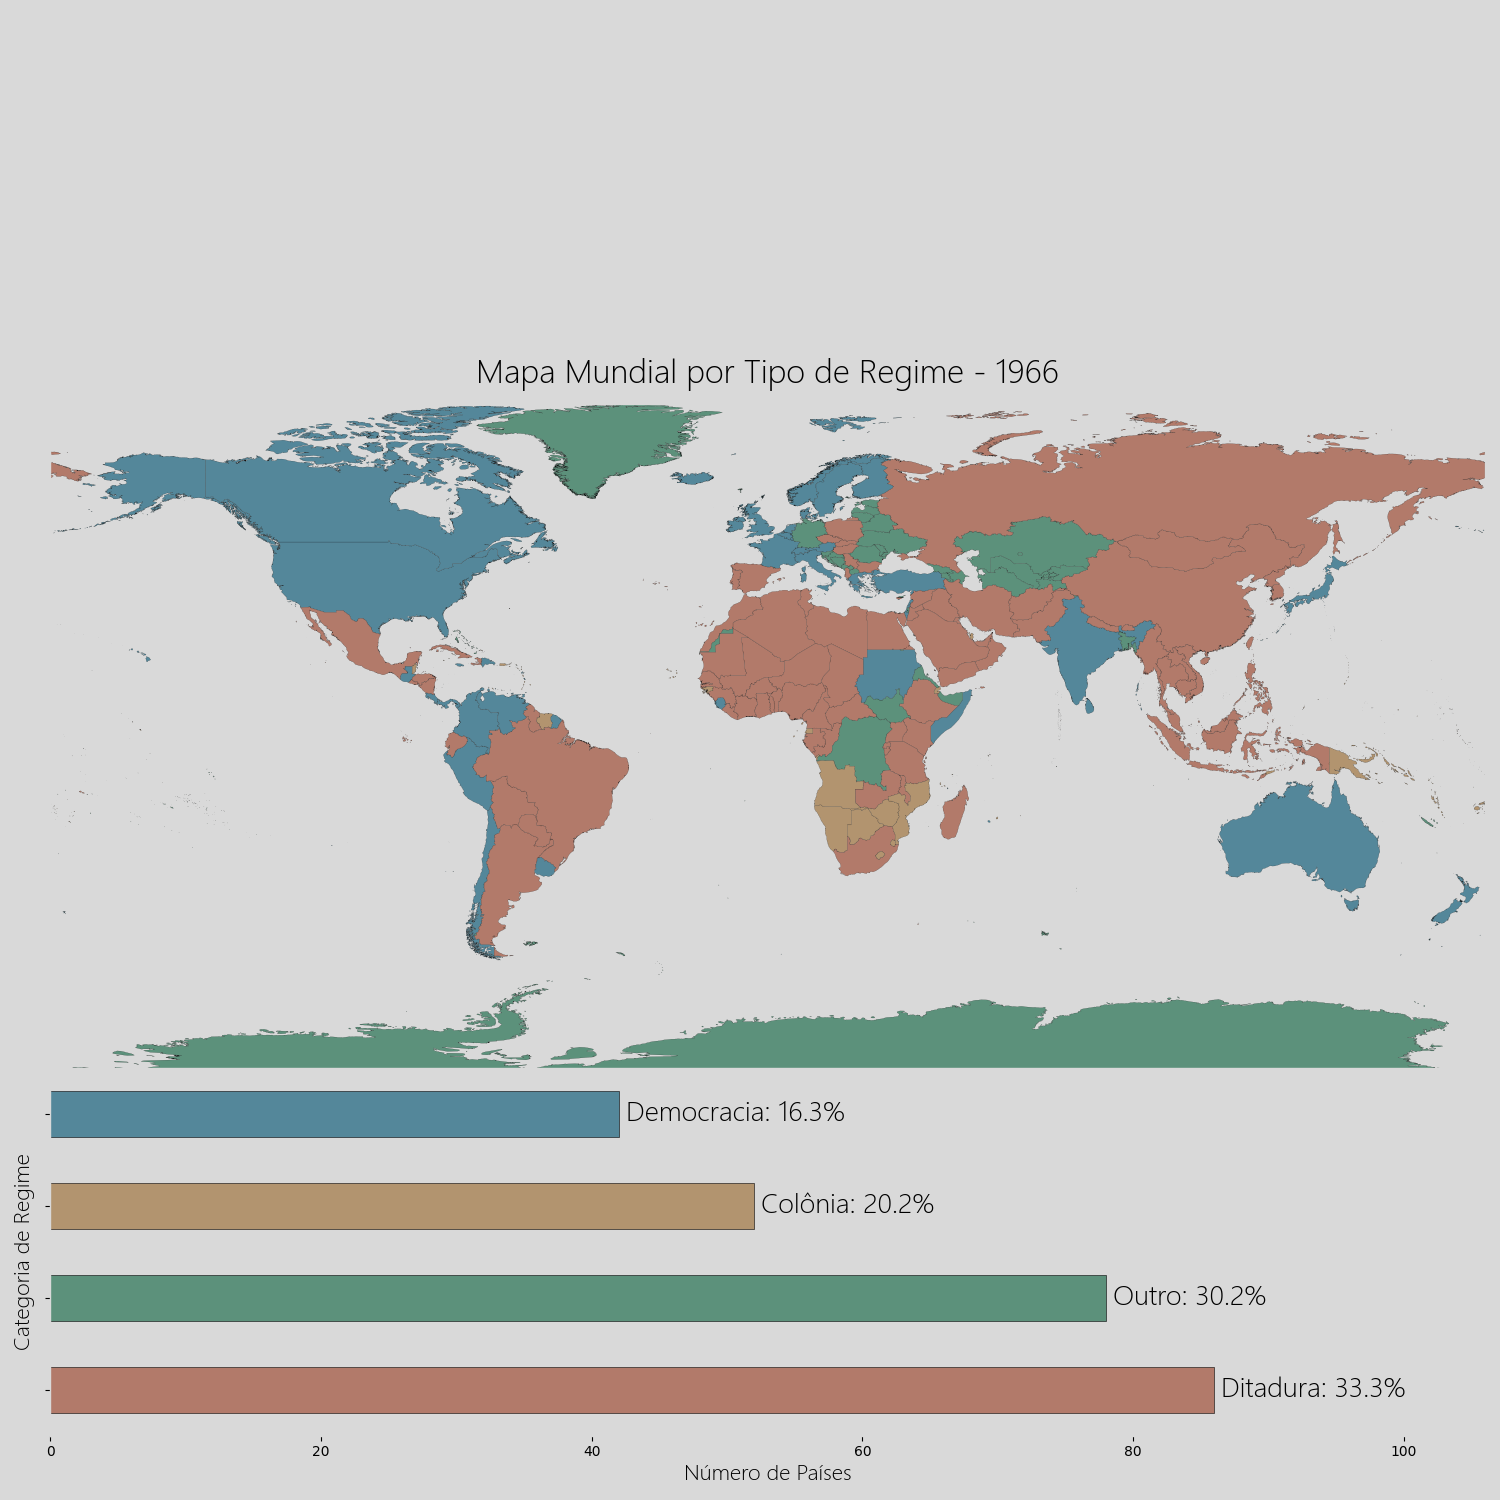 Mapa Mundial por Tipo de Regime - 1966
Democracia: 16.3%
Colônia: 20.2%
Outro: 30.2%
Ditadura: 33.3%
Categoria de Regime
0 20 40 60 80 100
Número de Países